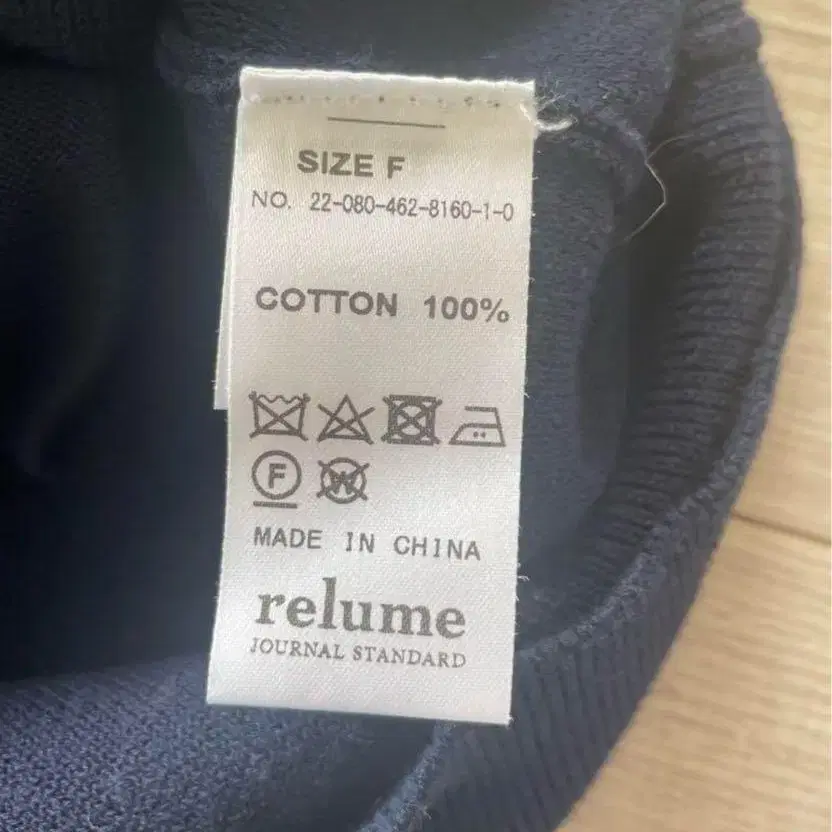 SIZE F
NO. 22-080-462-8160-1-0
COTTON 100%
F
W
MADE IN CHINA
relume
JOURNAL STANDARD